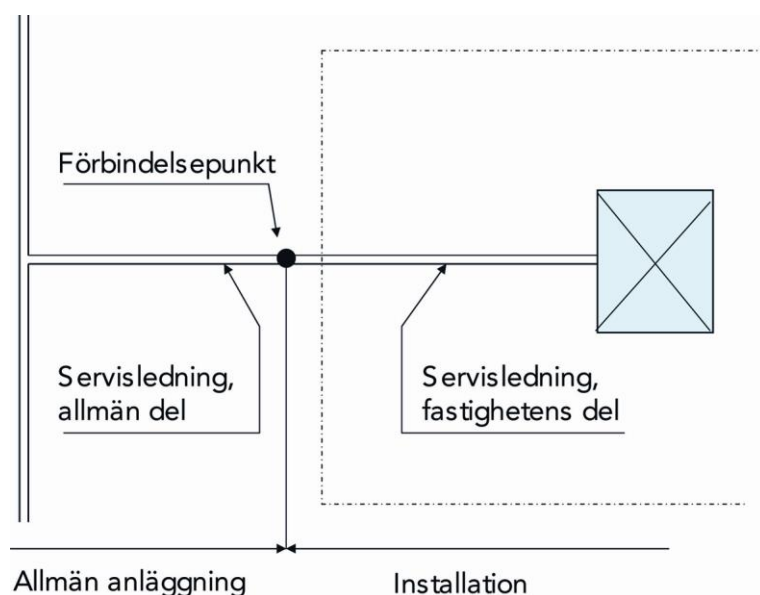 Förbindelsepunkt
Servisledning,
allmän del
Servisledning,
fastighetens del
Allmän anläggning
Installation